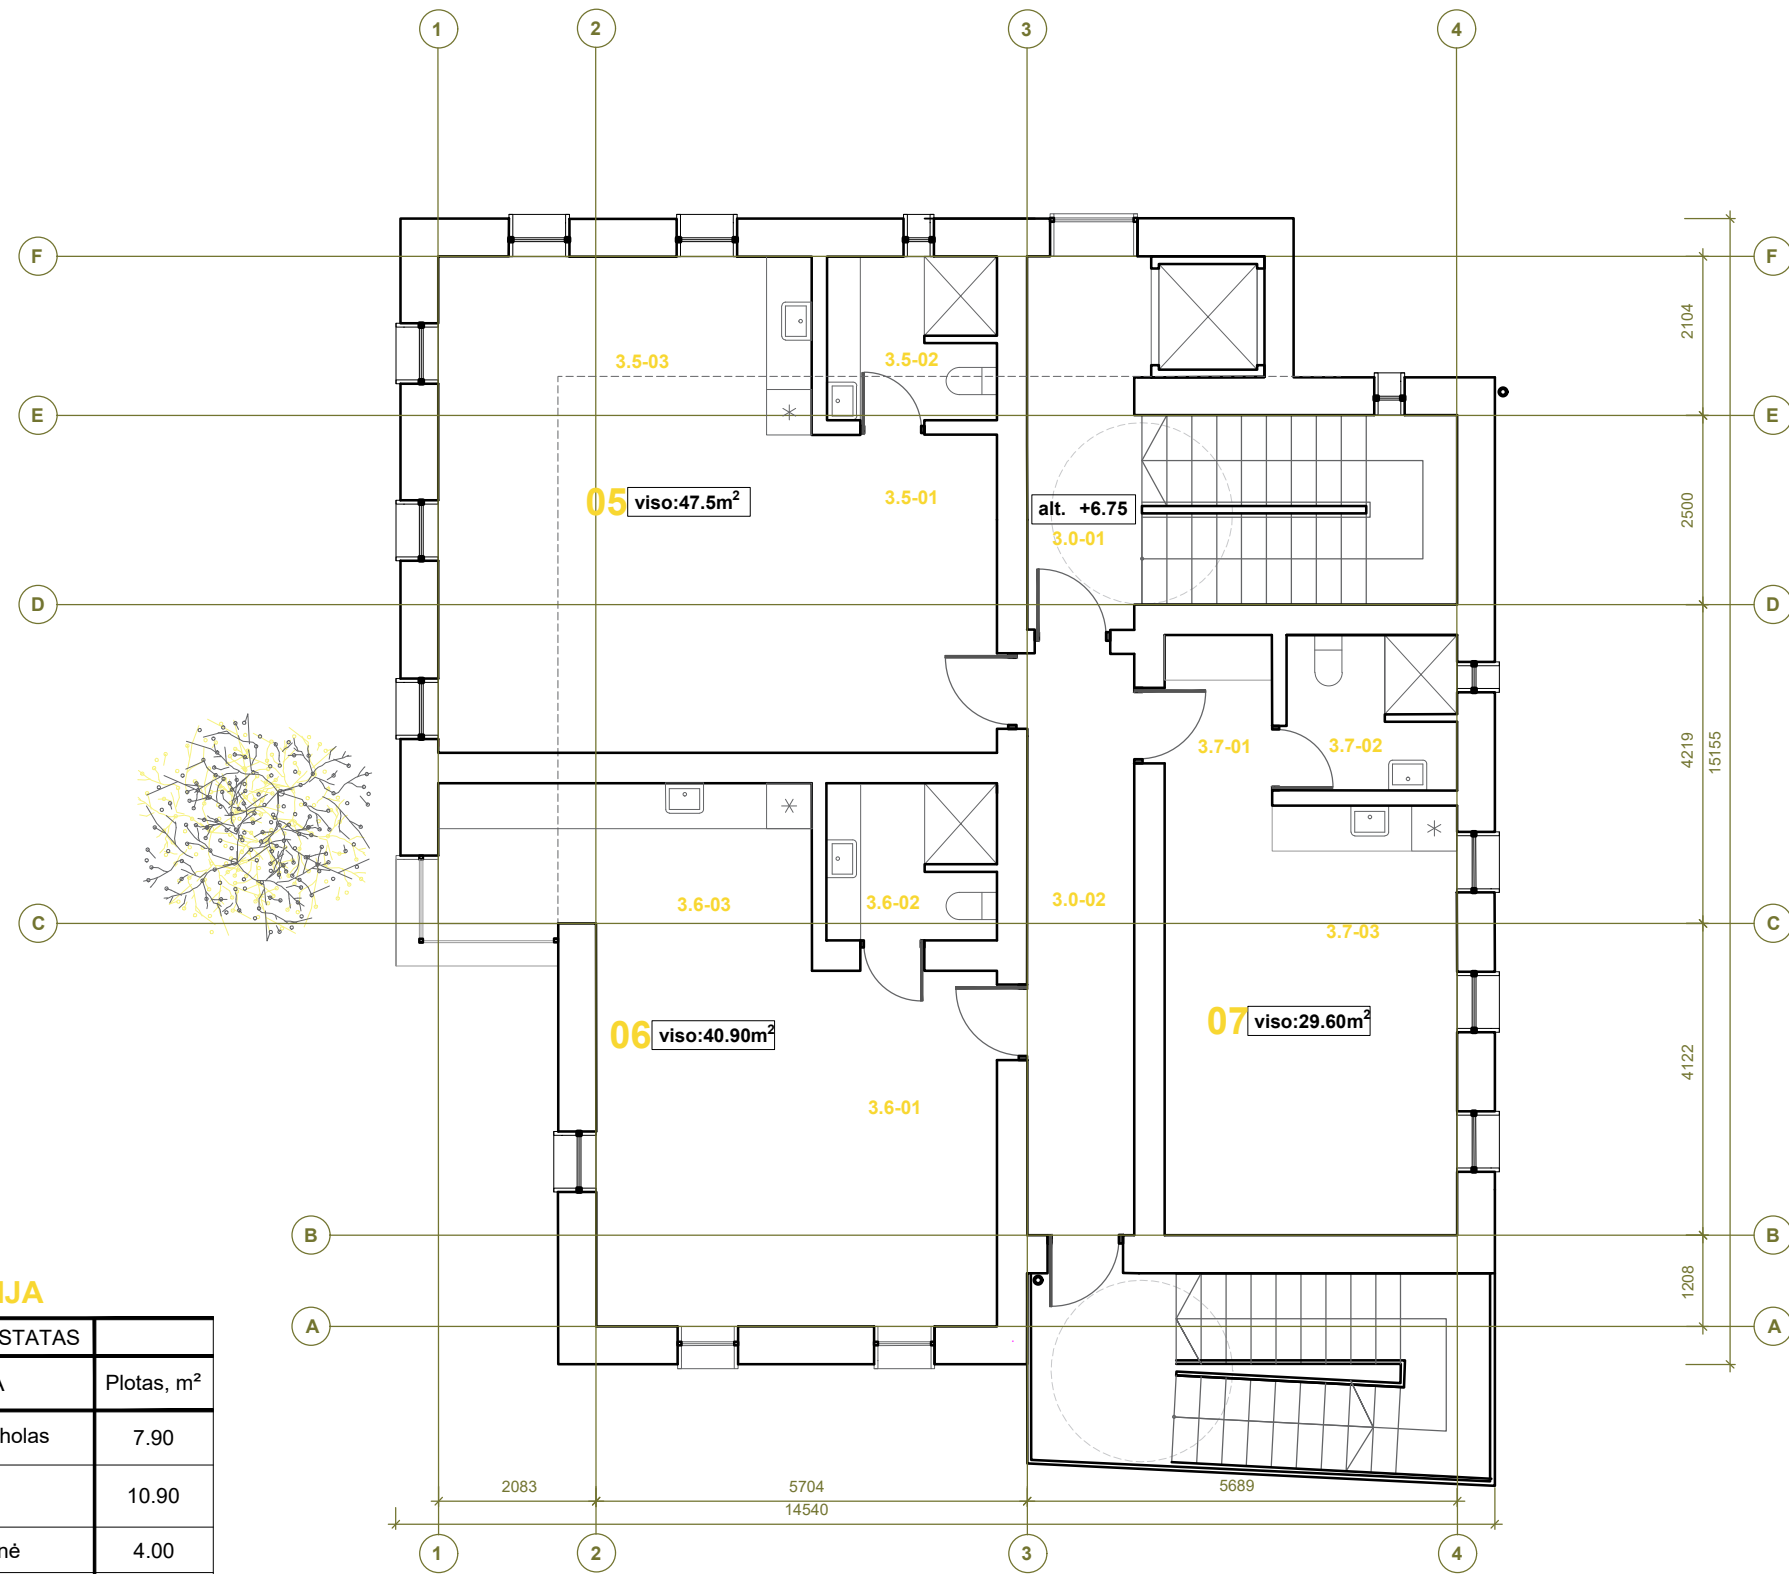 1 2 3 4
F F
2104
3.5-03 3.5-02
E E
05 viso:47.5m² 3.5-01
alt. +6.75
3.0-01
2500
D D
3.7-01 3.7-02
4219
15155
3.6-03 3.6-02 3.0-02
C C
3.7-03
06 viso:40.90m²
07 viso:29.60m²
4122
3.6-01
B B
1208
A A
IJA
STATAS
A Plotas, m²
holas 7.90
10.90
nė 4.00
2083 5704 5689
14540
1 2 3 4